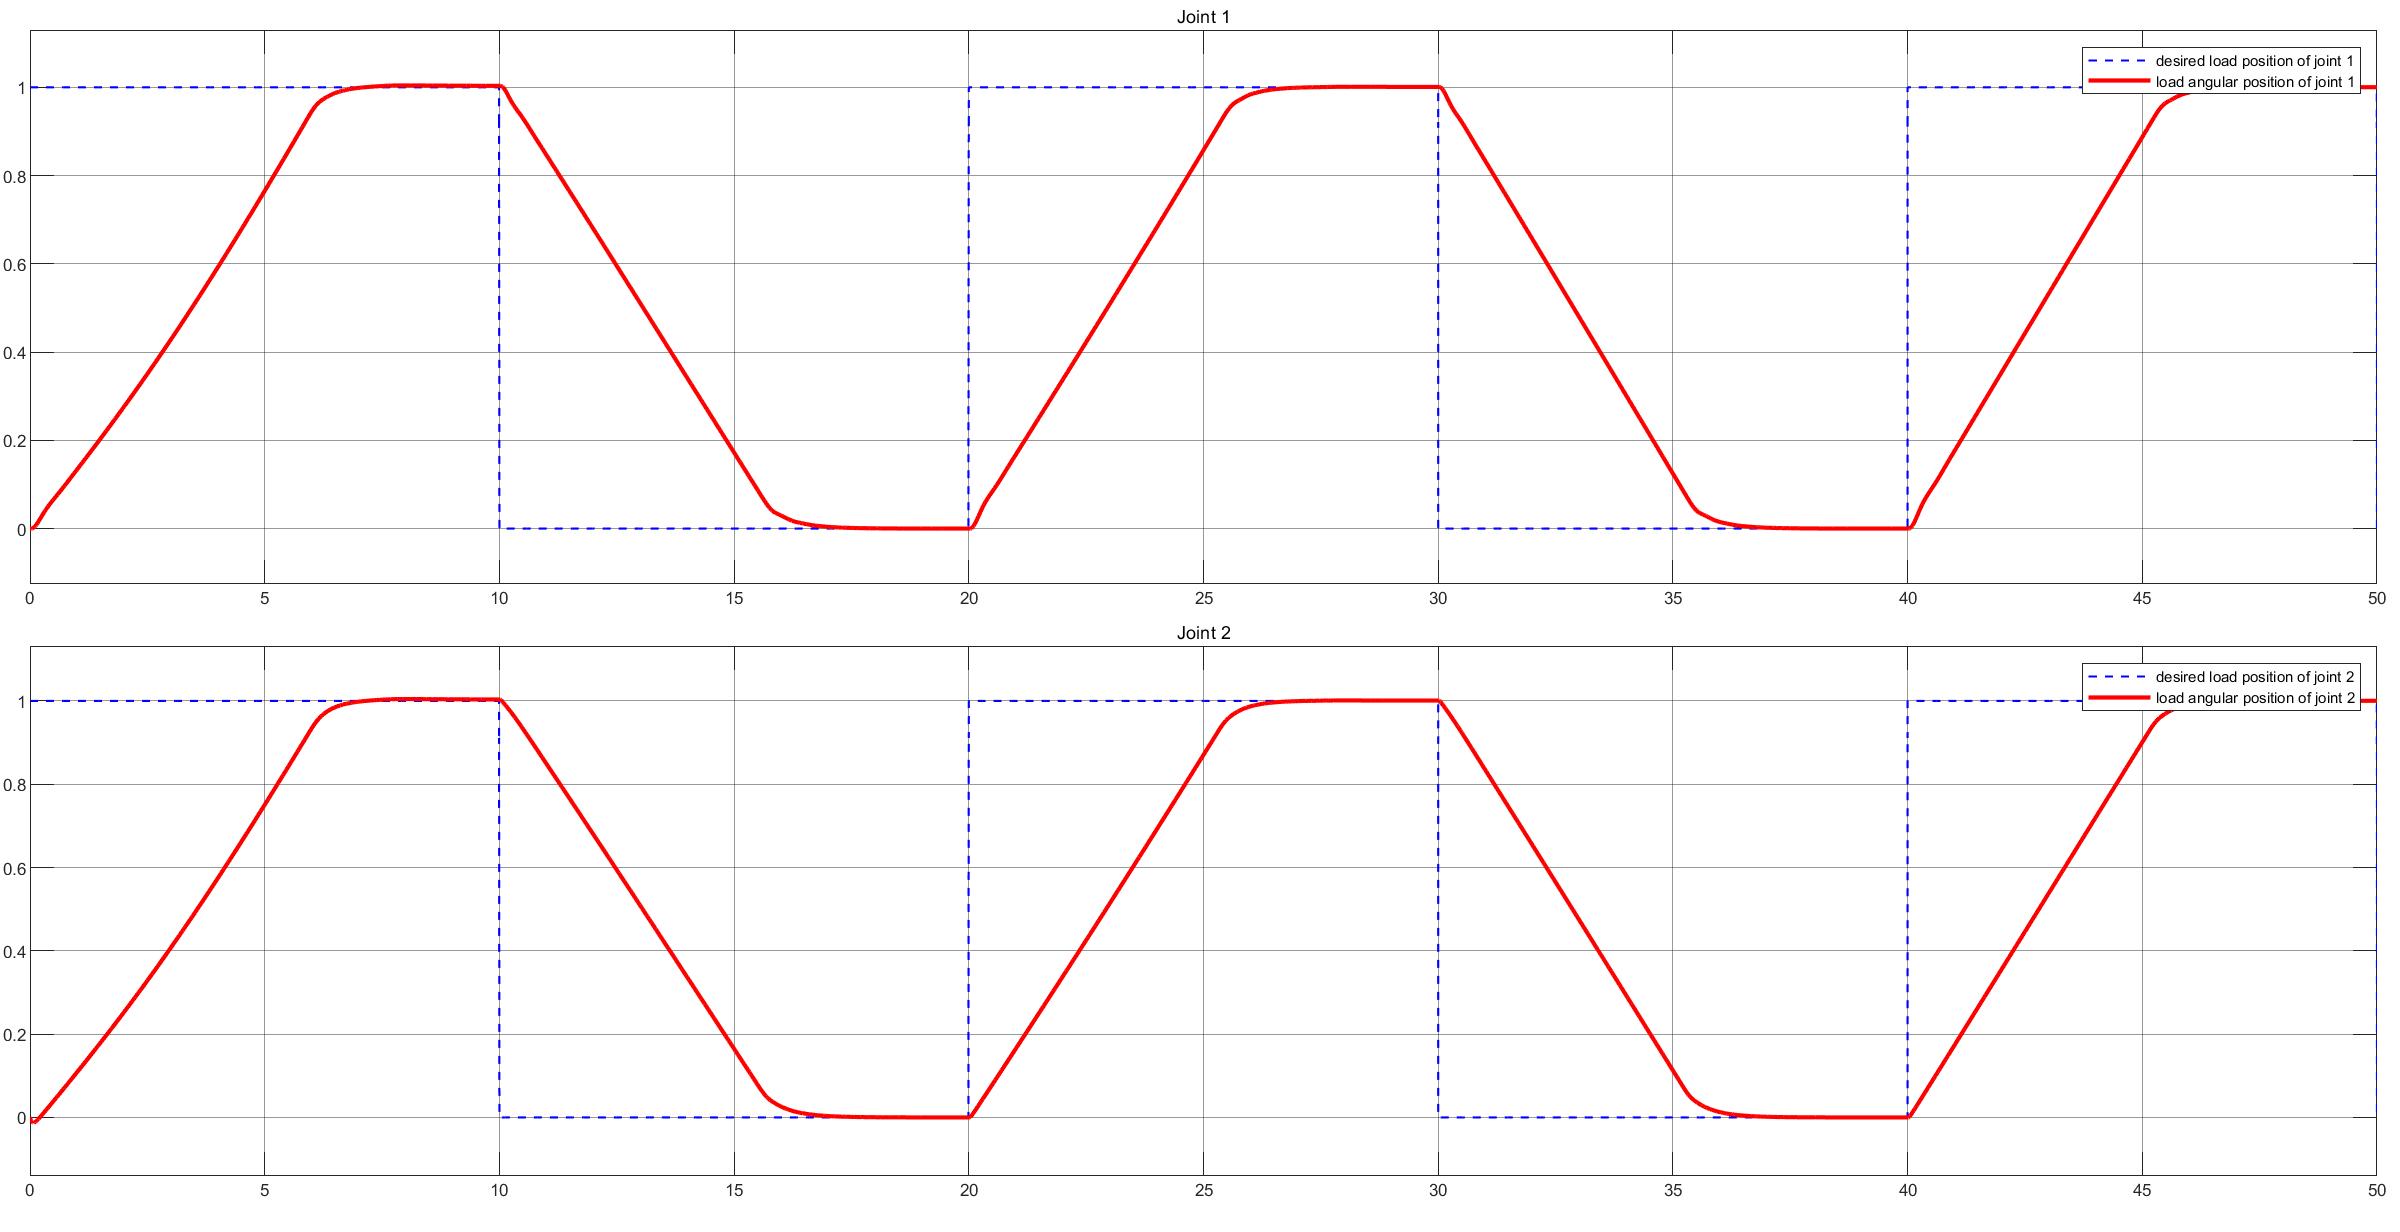 Joint 1
desired load position of joint 1
load angular position of joint 1
1
0.8
0.6
0.4
0.2
0
0 5 10 15 20 25 30 35 40 45 50
Joint 2
desired load position of joint 2
load angular position of joint 2
1
0.8
0.6
0.4
0.2
0
0 5 10 15 20 25 30 35 40 45 50